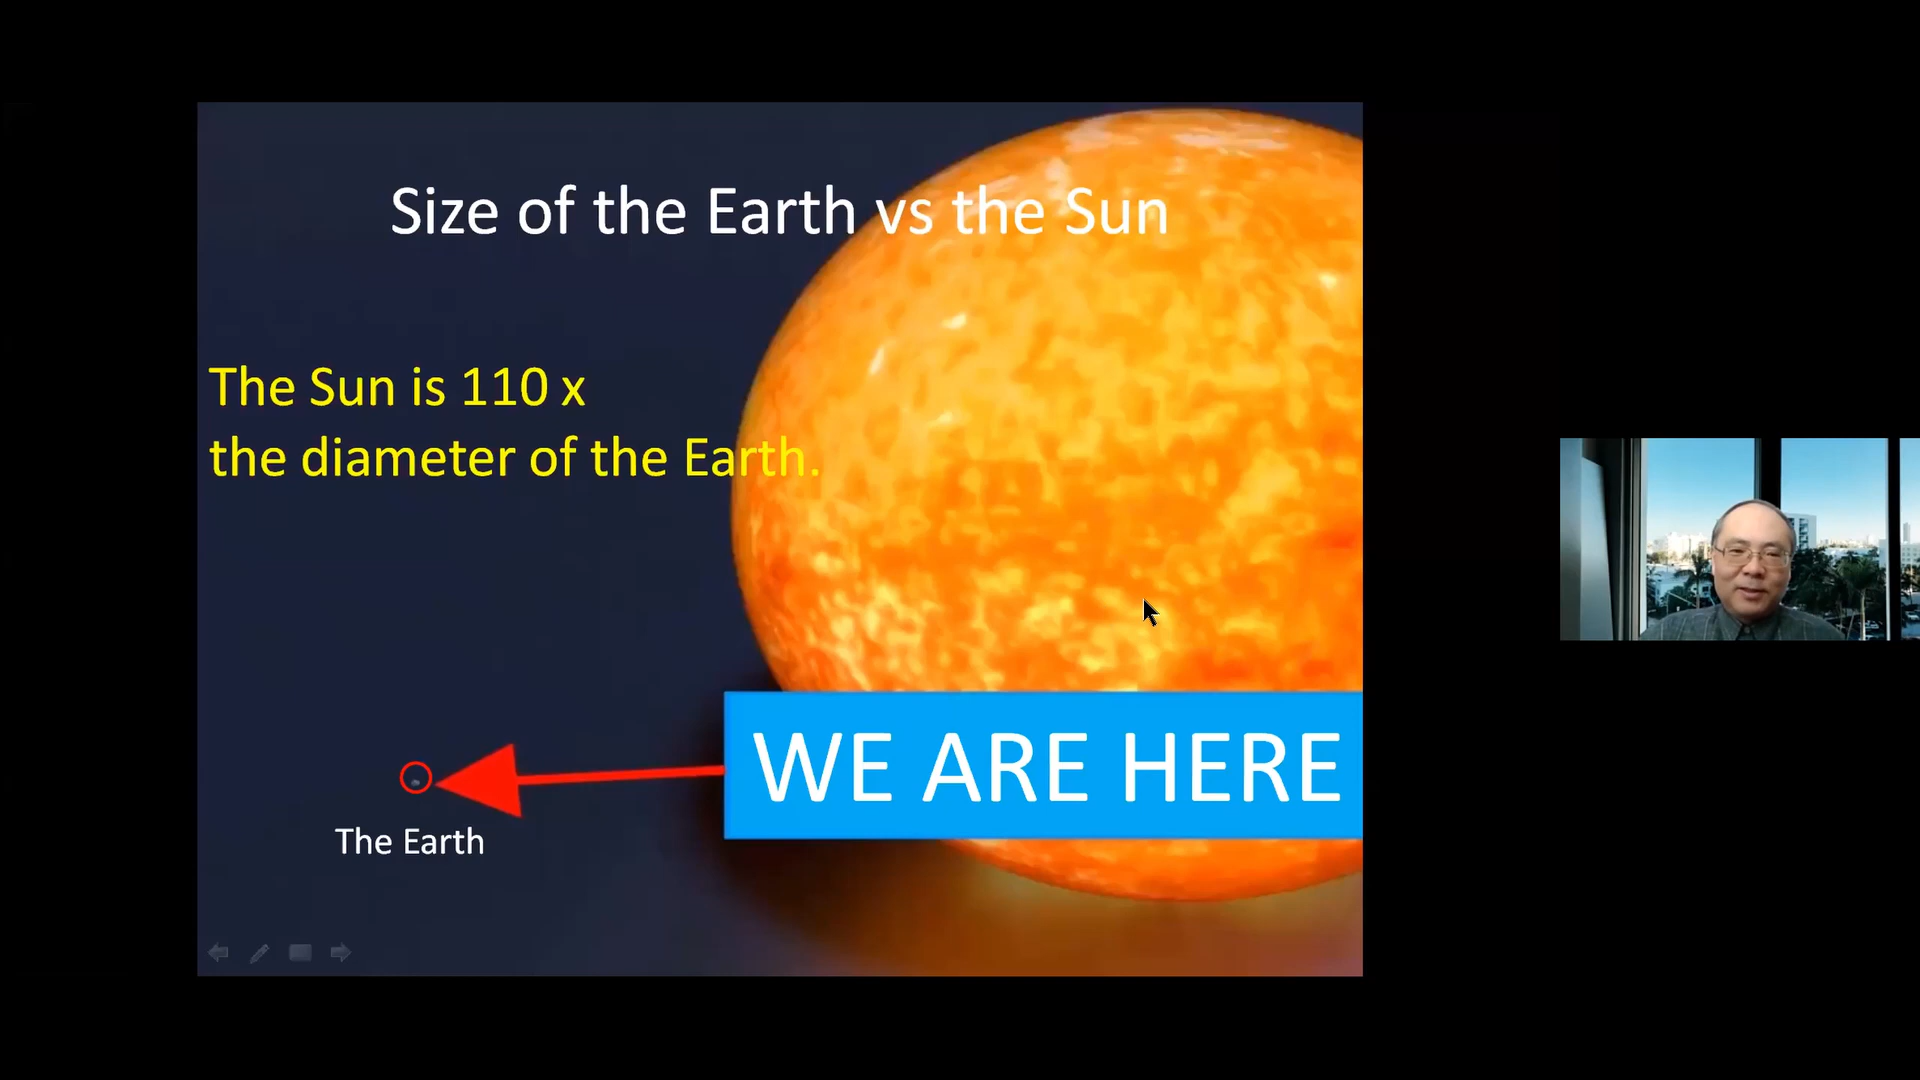 Size of the Earth vs the Sun
The Sun is 110 x
the diameter of the Earth.
WE ARE HERE
The Earth